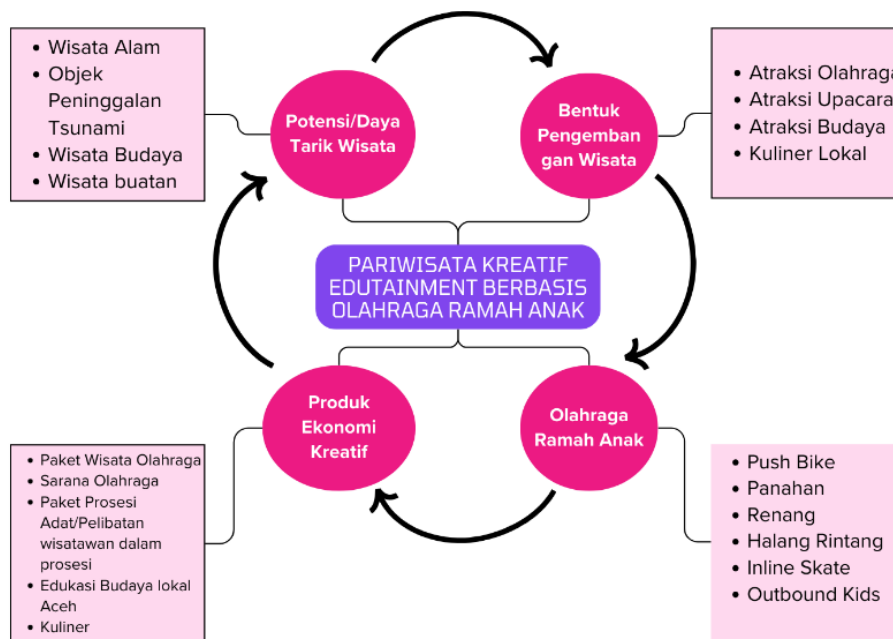 • Wisata Alam
• Objek
Peninggalan
Tsunami
• Wisata Budaya
• Wisata buatan
Potensi/Daya
Tarik Wisata
Bentuk
Pengemban
gan Wisata
• Atraksi Olahraga
• Atraksi Upacara
• Atraksi Budaya
• Kuliner Lokal
PARIWISATA KREATIF
EDUTAINMENT BERBASIS
OLAHRAGA RAMAH ANAK
Produk
Ekonomi
Kreatif
Olahraga
Ramah Anak
• Paket Wisata Olahraga
• Sarana Olahraga
• Paket Prosesi
Adat/Pelibatan
wisatawan dalam
prosesi
• Edukasi Budaya lokal
Aceh
• Kuliner
• Push Bike
• Panahan
• Renang
• Halang Rintang
• Inline Skate
• Outbound Kids